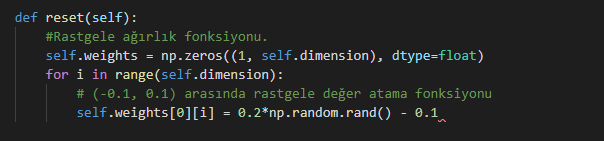 def reset(self):
#Rastgele ağırlık fonksiyonu.
self.weights = np.zeros((1, self.dimension), dtype=float)
for i in range(self.dimension):
# (-0.1, 0.1) arasında rastgele değer atama fonksiyonu
self.weights[0][i] = 0.2*np.random.rand() - 0.1